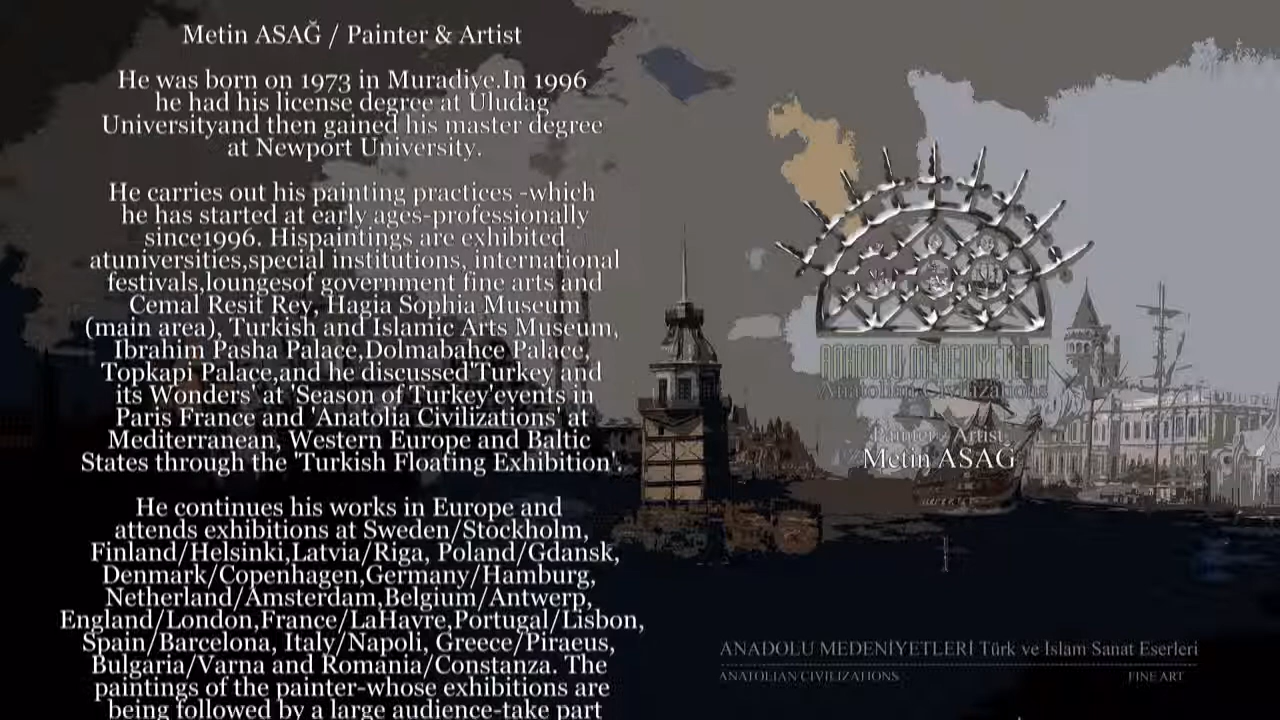 Metin ASAĞ / Painter & Artist
He was born on 1973 in Muradiye.In 1996
he had his license degree at Uludag
Universityand then gained his master degree
at Newport University.
He carries out his painting practices -which
he has started at early ages-professionally
since1996. Hispaintings are exhibited
atuniversities,special institutions, international
festivals,loungesof government fine arts and
Cemal Resit Rey, Hagia Sophia Museum
(main area), Turkish and Islamic Arts Museum,
Ibrahim Pasha Palace,Dolmabahce Palace,
Topkapi Palace,and he discussed'Turkey and
its Wonders' at 'Season of Turkey'events in
Paris France and 'Anatolia Civilizations' at
Mediterranean, Western Europe and Baltic
States through the 'Turkish Floating Exhibition'.
He continues his works in Europe and
attends exhibitions at Sweden/Stockholm,
Finland/Helsinki,Latvia/Riga, Poland/Gdansk,
Denmark/Copenhagen,Germany/Hamburg,
Netherland/Amsterdam,Belgium/Antwerp,
England/London,France/LaHavre,Portugal/Lisbon,
Spain/Barcelona, Italy/Napoli, Greece/Piraeus,
Bulgaria/Varna and Romania/Constanza. The
paintings of the painter-whose exhibitions are
being followed by a large audience-take part
ANADOLU MEDENİYETLERİ
Anatolian Civilizations
Painter / Artist
Metin ASAĞ
ANADOLU MEDENİYETLERİ Türk ve İslam Sanat Eserleri
ANATOLIAN CIVILIZATIONS FINE ART